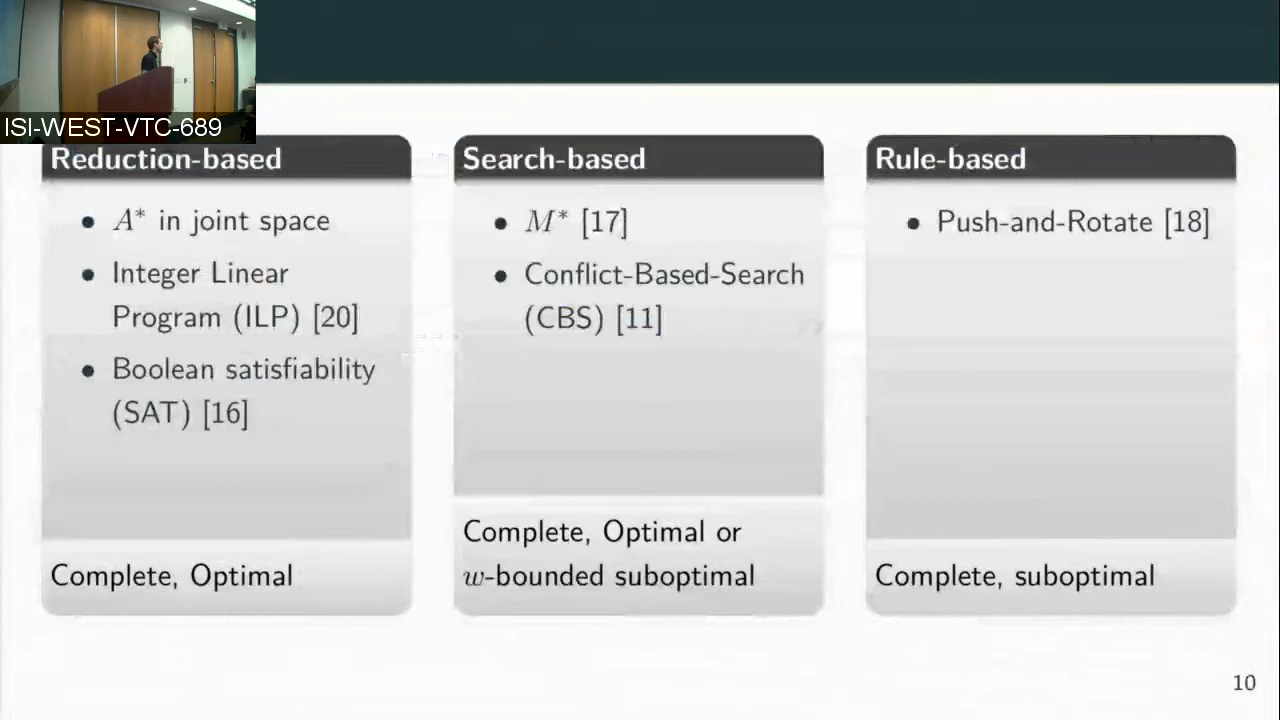 ISI-WEST-VTC-689
Reduction-based
• A* in joint space
• Integer Linear
Program (ILP) [20]
• Boolean satisfiability
(SAT) [16]
Complete, Optimal
Search-based
• M* [17]
• Conflict-Based-Search
(CBS) [11]
Complete, Optimal or
w-bounded suboptimal
Rule-based
• Push-and-Rotate [18]
Complete, suboptimal
10